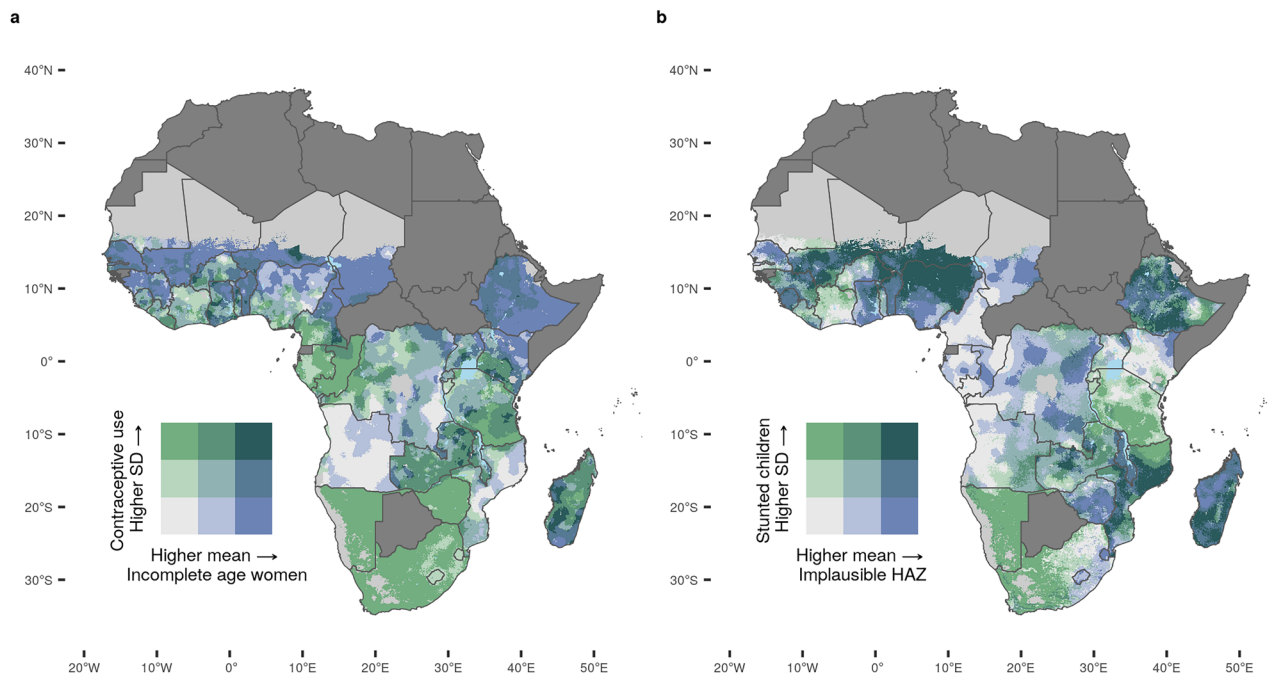 a
b
40°N
30°N
20°N
10°N
0°
10°S
20°S
30°S
20°W
10°W
0°
10°E
20°E
30°E
40°E
50°E
Contraceptive use
Higher SD →
Higher mean →
Incomplete age women
40°N
30°N
20°N
10°N
0°
10°S
20°S
30°S
20°W
10°W
0°
10°E
20°E
30°E
40°E
50°E
Stunted children
Higher SD →
Higher mean →
Implausible HAZ